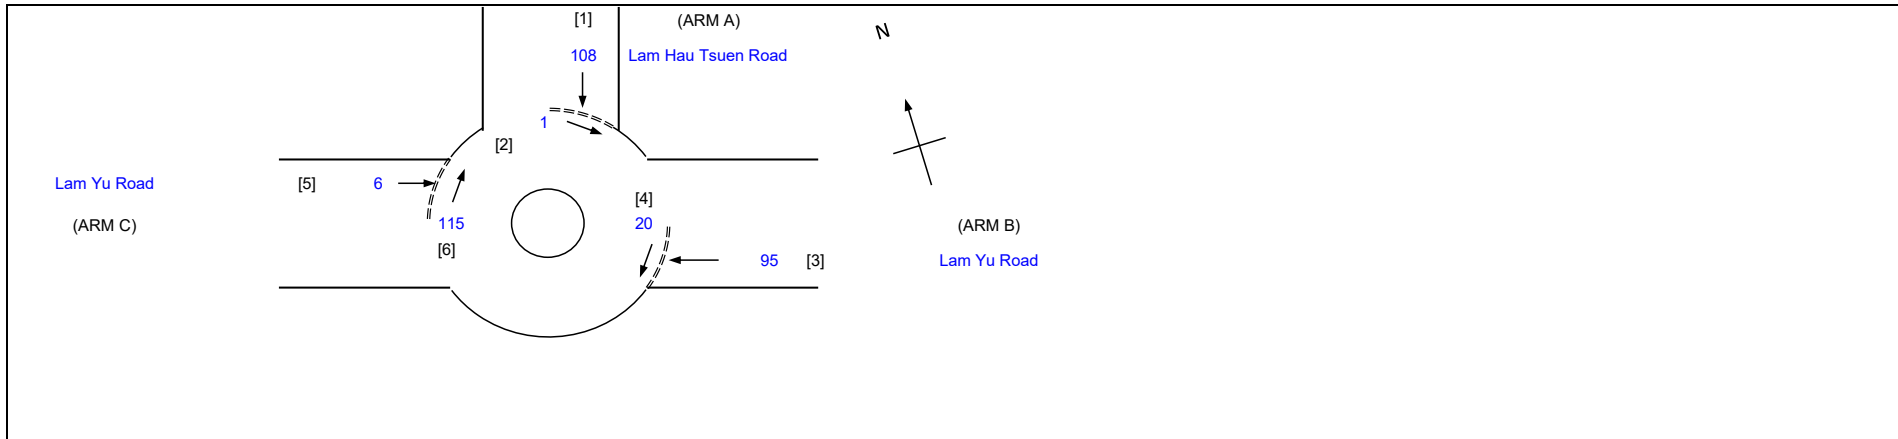 [1] (ARM A)
N
108 Lam Hau Tsuen Road
1
[2]
Lam Yu Road [5] 6
[4]
(ARM C) 115 20 (ARM B)
[6]
95 [3] Lam Yu Road